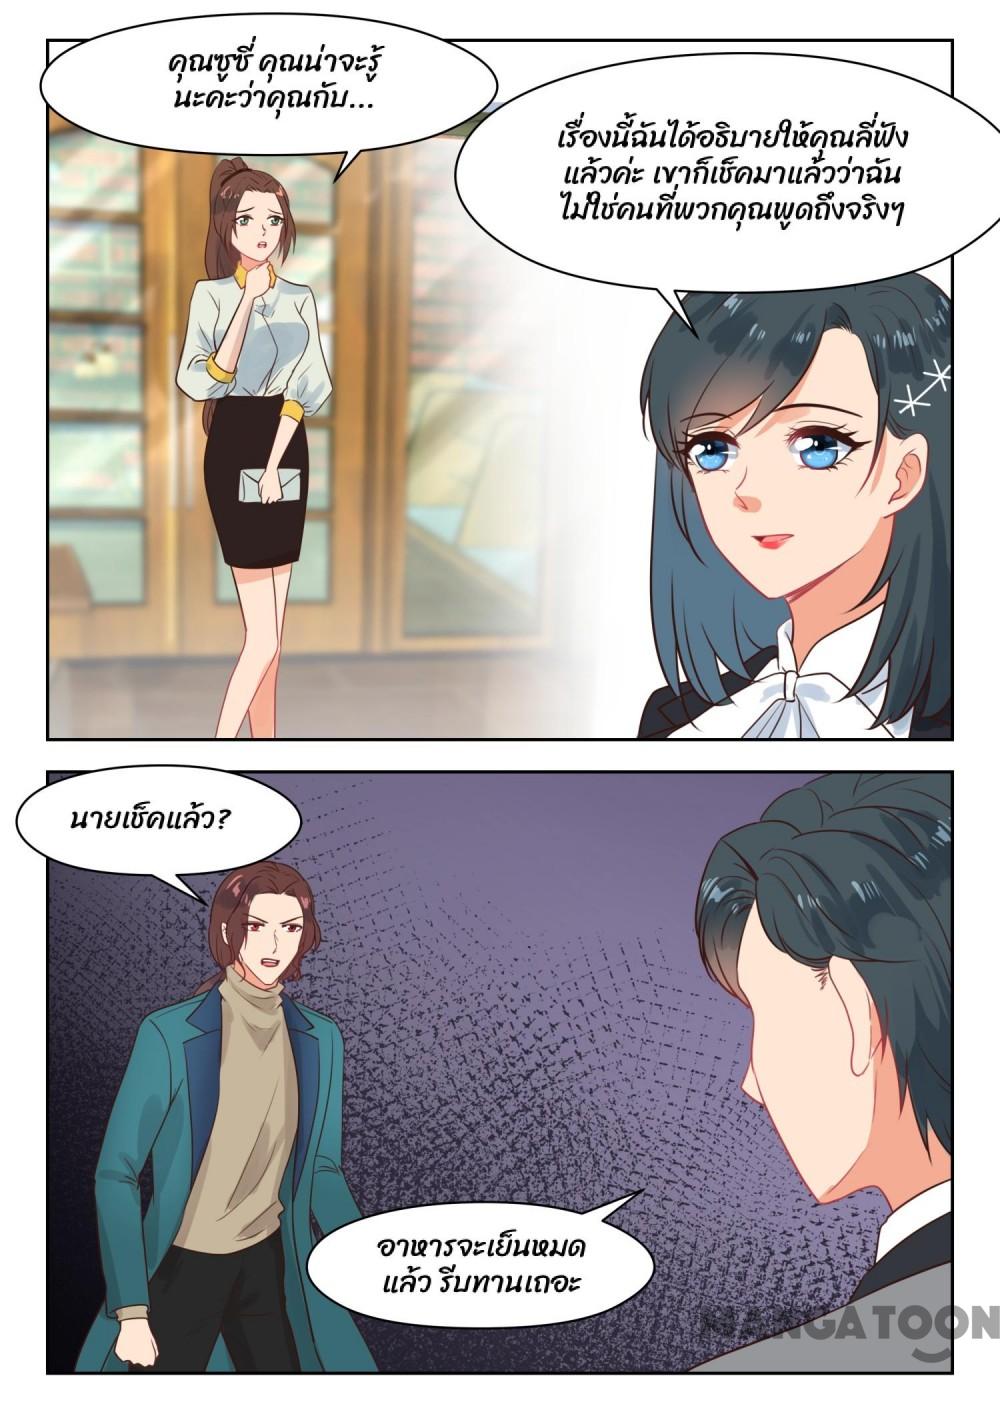 คุณซูซี่ คุณน่าจะรู้
นะคะว่าคุณกับ...
เรื่องนี้ฉันได้อธิบายให้คุณลี่ฟัง
แล้วค่ะ เขาก็เช็คมาแล้วว่าฉัน
ไม่ใช่คนที่พวกคุณพูดถึงจริงๆ
นายเช็คแล้ว?
อาหารจะเย็นหมด
แล้ว รีบทานเถอะ
MANGATOON